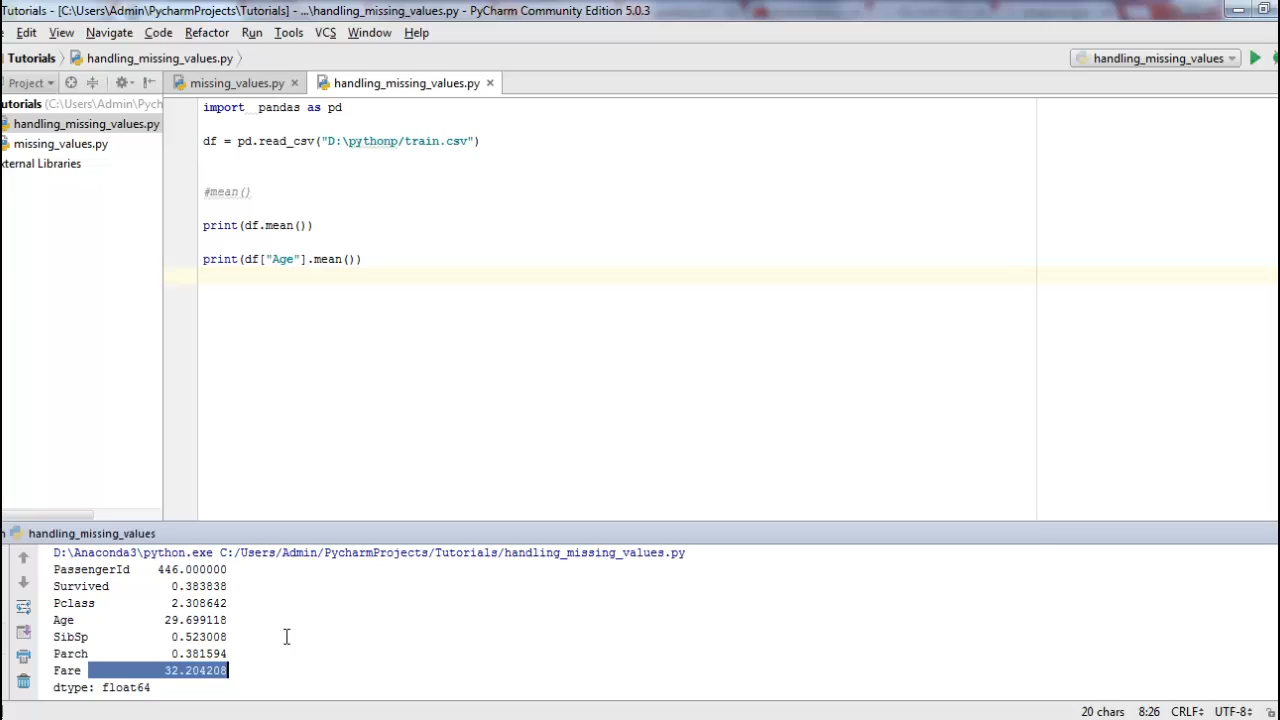 Tutorials - [C:\Users\Admin\PycharmProjects\Tutorials] - ...\handling_missing_values.py - PyCharm Community Edition 5.0.3
Edit View Navigate Code Refactor Run Tools VCS Window Help
Tutorials handling_missing_values.py handling_missing_values
Project missing_values.py handling_missing_values.py
utorials (C:\Users\Admin\Pych
handling_missing_values.py
missing_values.py
xternal Libraries
import pandas as pd
df = pd.read_csv("D:\pythonp/train.csv")
#mean()
print(df.mean())
print(df["Age"].mean())
handling_missing_values
D:\Anaconda3\python.exe C:/Users/Admin/PycharmProjects/Tutorials/handling_missing_values.py
PassengerId 446.000000
Survived 0.383838
Pclass 2.308642
Age 29.699118
SibSp 0.523008
Parch 0.381594
Fare 32.204208
dtype: float64
20 chars 8:26 CRLF÷ UTF-8÷